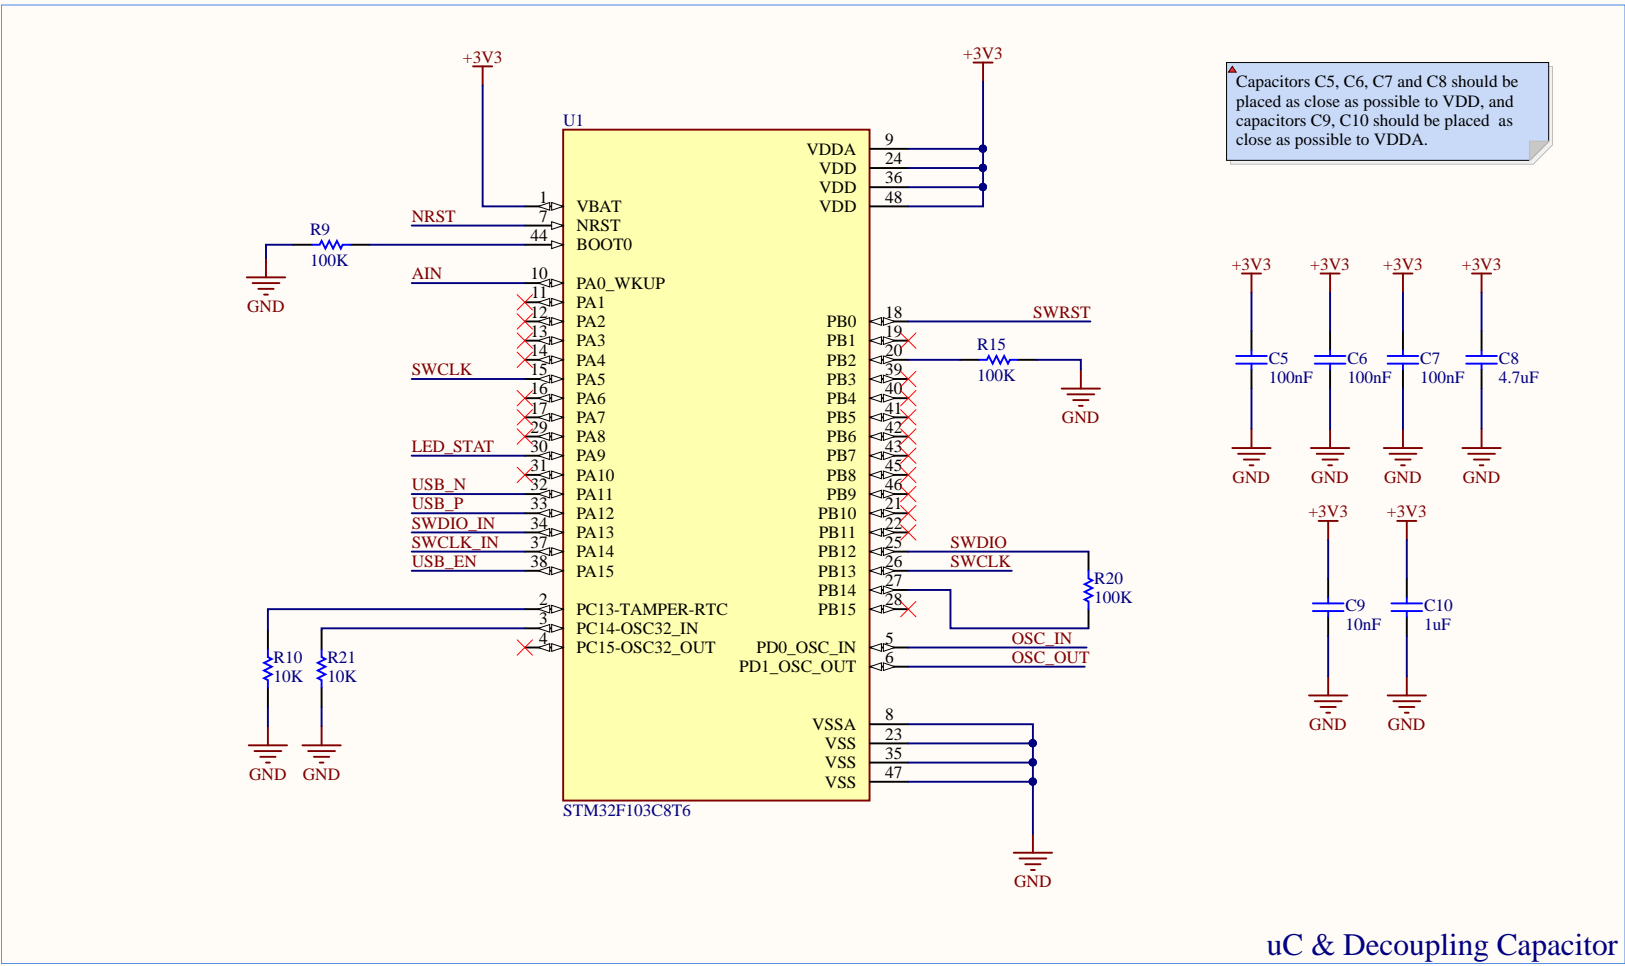 +3V3
+3V3
Capacitors C5, C6, C7 and C8 should be
placed as close as possible to VDD, and
capacitors C9, C10 should be placed as
close as possible to VDDA.
U1
1 VBAT
NRST 7 NRST
R9 100K 44 BOOT0
GND
AIN 10 PA0_WKUP
11 PA1
12 PA2
13 PA3
14 PA4
SWCLK 15 PA5
16 PA6
17 PA7
29 PA8
LED_STAT 30 PA9
31 PA10
USB_N 32 PA11
USB_P 33 PA12
SWDIO_IN 34 PA13
SWCLK_IN 37 PA14
USB_EN 38 PA15
2 PC13-TAMPER-RTC
3 PC14-OSC32_IN
4 PC15-OSC32_OUT
R10 R21
10K 10K
GND GND
VDDA 9
VDD 24
VDD 36
VDD 48
PB0 18 SWRST
PB1 19
PB2 20 R15 100K
GND
PB3 39
PB4 40
PB5 41
PB6 42
PB7 43
PB8 45
PB9 46
PB10 21
PB11 22
PB12 25 SWDIO
PB13 26 SWCLK
PB14 27
PB15 28
R20
100K
PD0_OSC_IN 5 OSC_IN
PD1_OSC_OUT 6 OSC_OUT
VSSA 8
VSS 23
VSS 35
VSS 47
GND
STM32F103C8T6
+3V3 +3V3 +3V3 +3V3
C5 C6 C7 C8
100nF 100nF 100nF 4.7uF
GND GND GND GND
+3V3 +3V3
C9 C10
10nF 1uF
GND GND
uC & Decoupling Capacitor